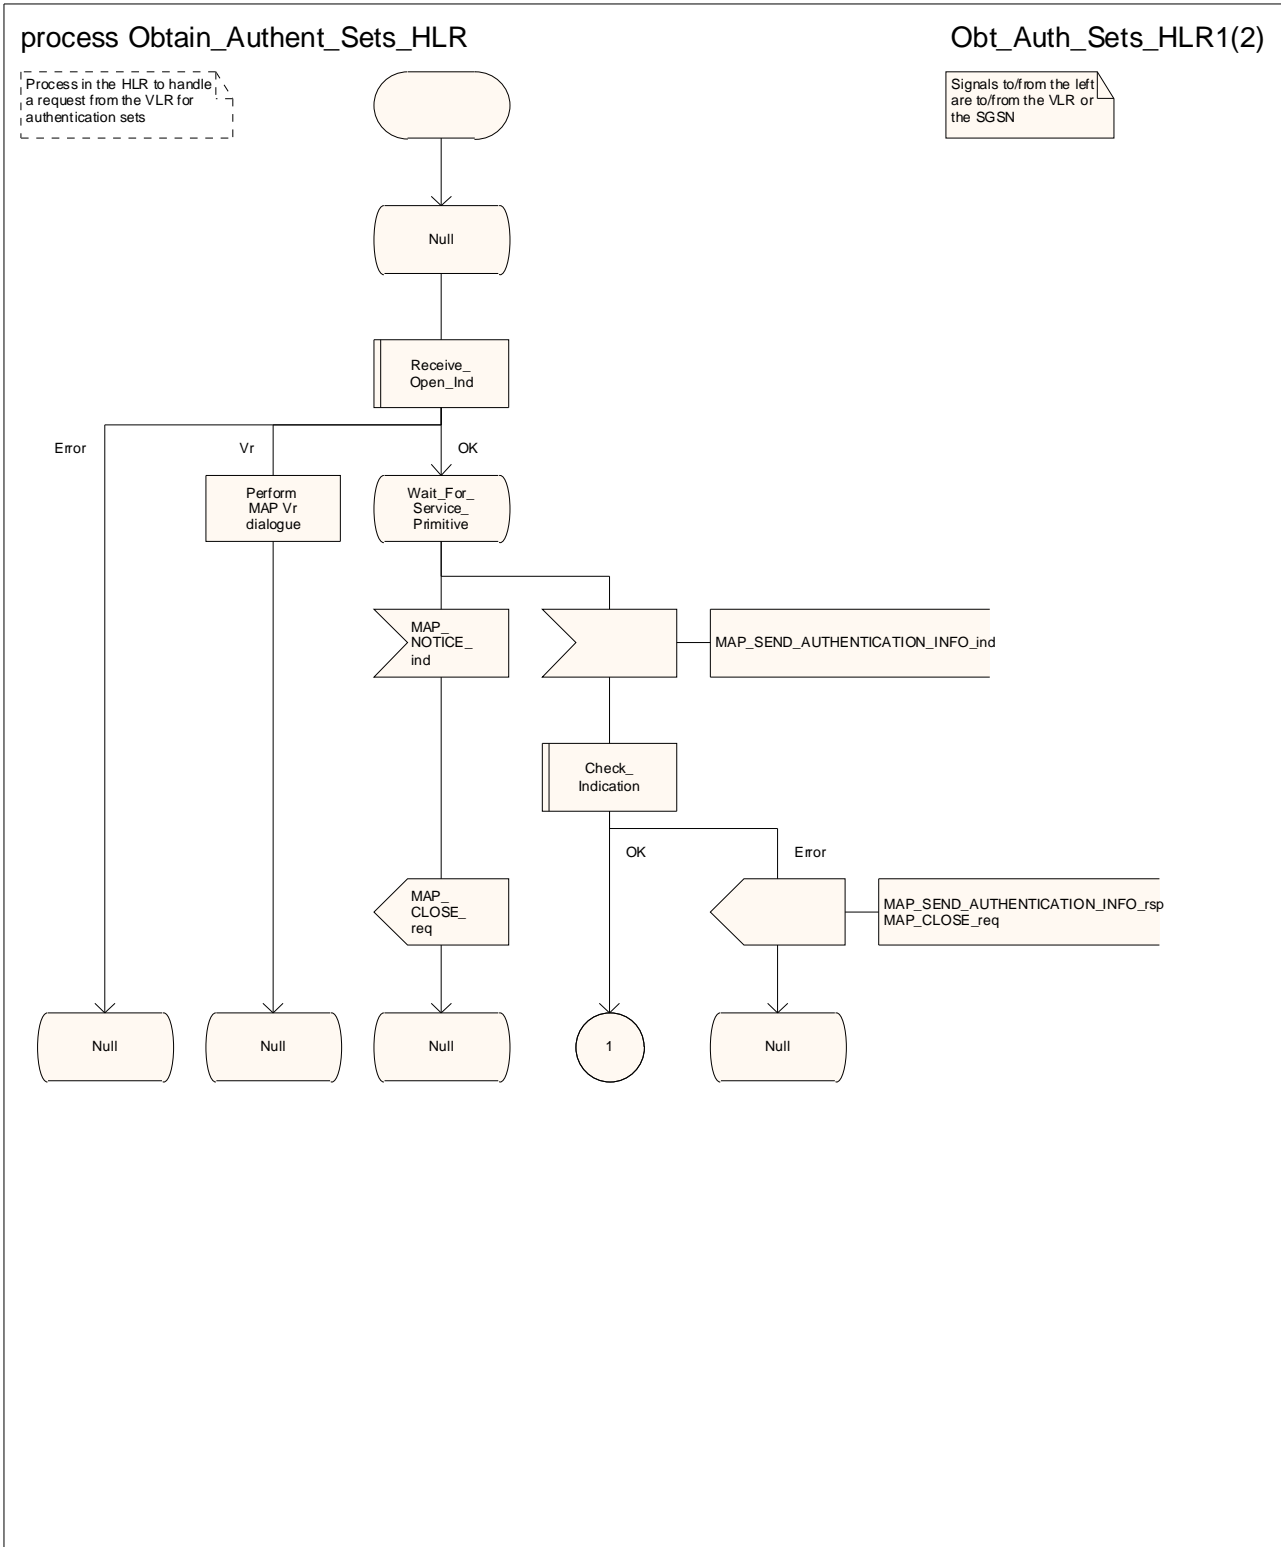 process Obtain_Authent_Sets_HLR
Obt_Auth_Sets_HLR1(2)
Process in the HLR to handle
a request from the VLR for
authentication sets
Signals to/from the left
are to/from the VLR or
the SGSN
Null
Receive_
Open_Ind
Error
Vr
OK
Perform
MAP Vr
dialogue
Wait_For_
Service_
Primitive
MAP_
NOTICE_
ind
MAP_SEND_AUTHENTICATION_INFO_ind
Check_
Indication
OK
Error
MAP_
CLOSE_
req
MAP_SEND_AUTHENTICATION_INFO_rsp
MAP_CLOSE_req
Null
Null
Null
1
Null